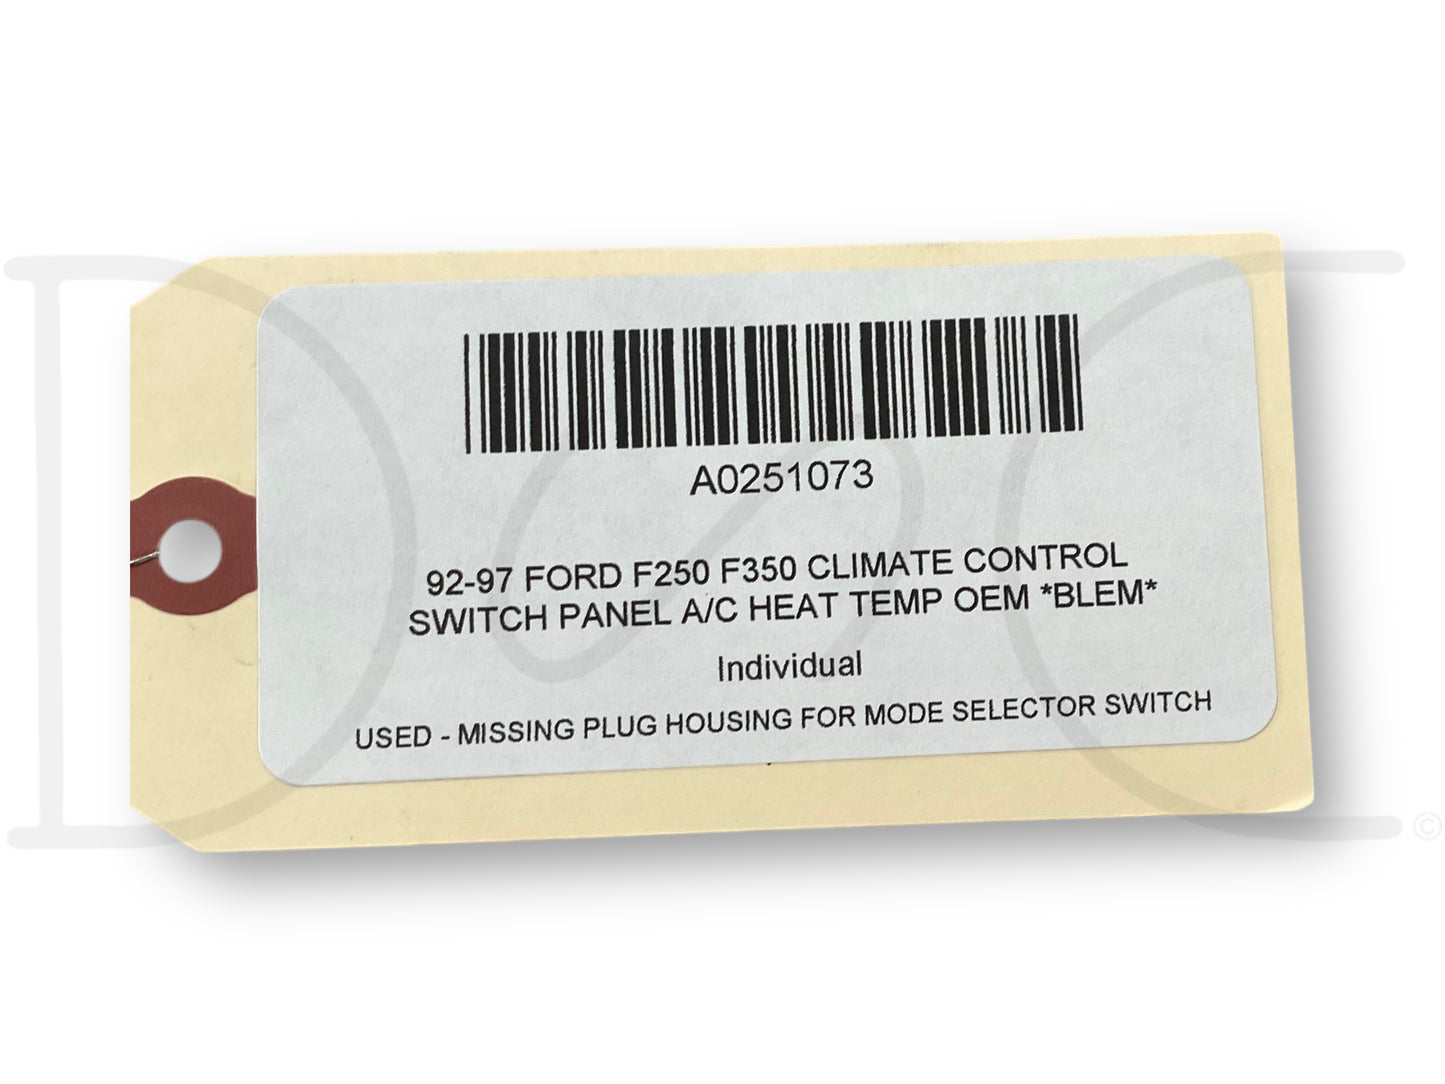 A0251073
92-97 FORD F250 F350 CLIMATE CONTROL
SWITCH PANEL A/C HEAT TEMP OEM *BLEM*
Individual
USED - MISSING PLUG HOUSING FOR MODE SELECTOR SWITCH
D S C ©